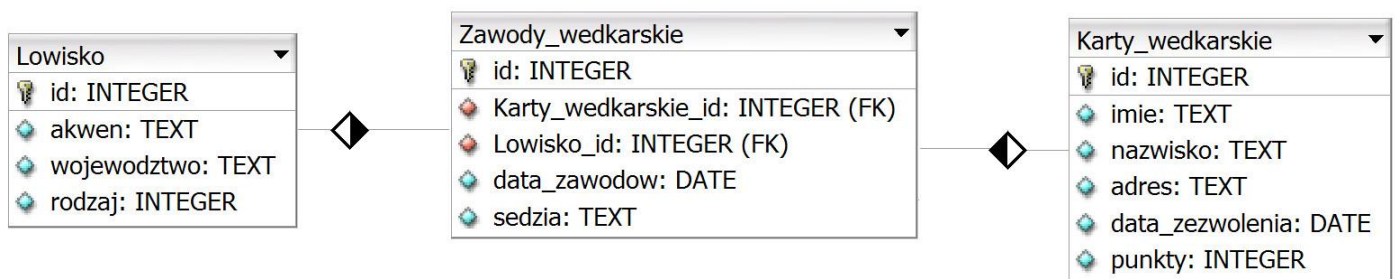 Lowisko
id: INTEGER
akwen: TEXT
wojewodztwo: TEXT
rodzaj: INTEGER
Zawody_wedkarskie
id: INTEGER
Karty_wedkarskie_id: INTEGER (FK)
Lowisko_id: INTEGER (FK)
data_zawodow: DATE
sedzia: TEXT
Karty_wedkarskie
id: INTEGER
imie: TEXT
nazwisko: TEXT
adres: TEXT
data_zezwolenia: DATE
punkty: INTEGER